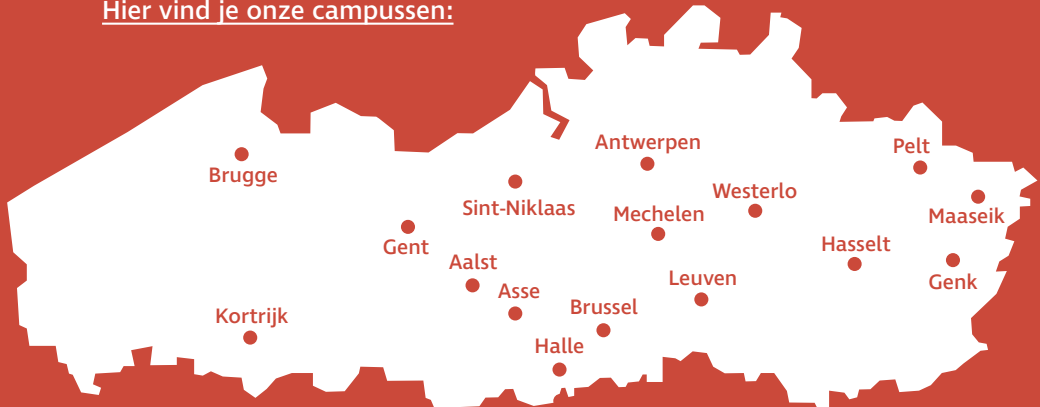 Hier vind je onze campussen:
Antwerpen
Pelt
Brugge
Westerlo
Sint-Niklaas
Mechelen
Maaseik
Gent
Hasselt
Aalst
Leuven
Genk
Asse
Brussel
Kortrijk
Halle